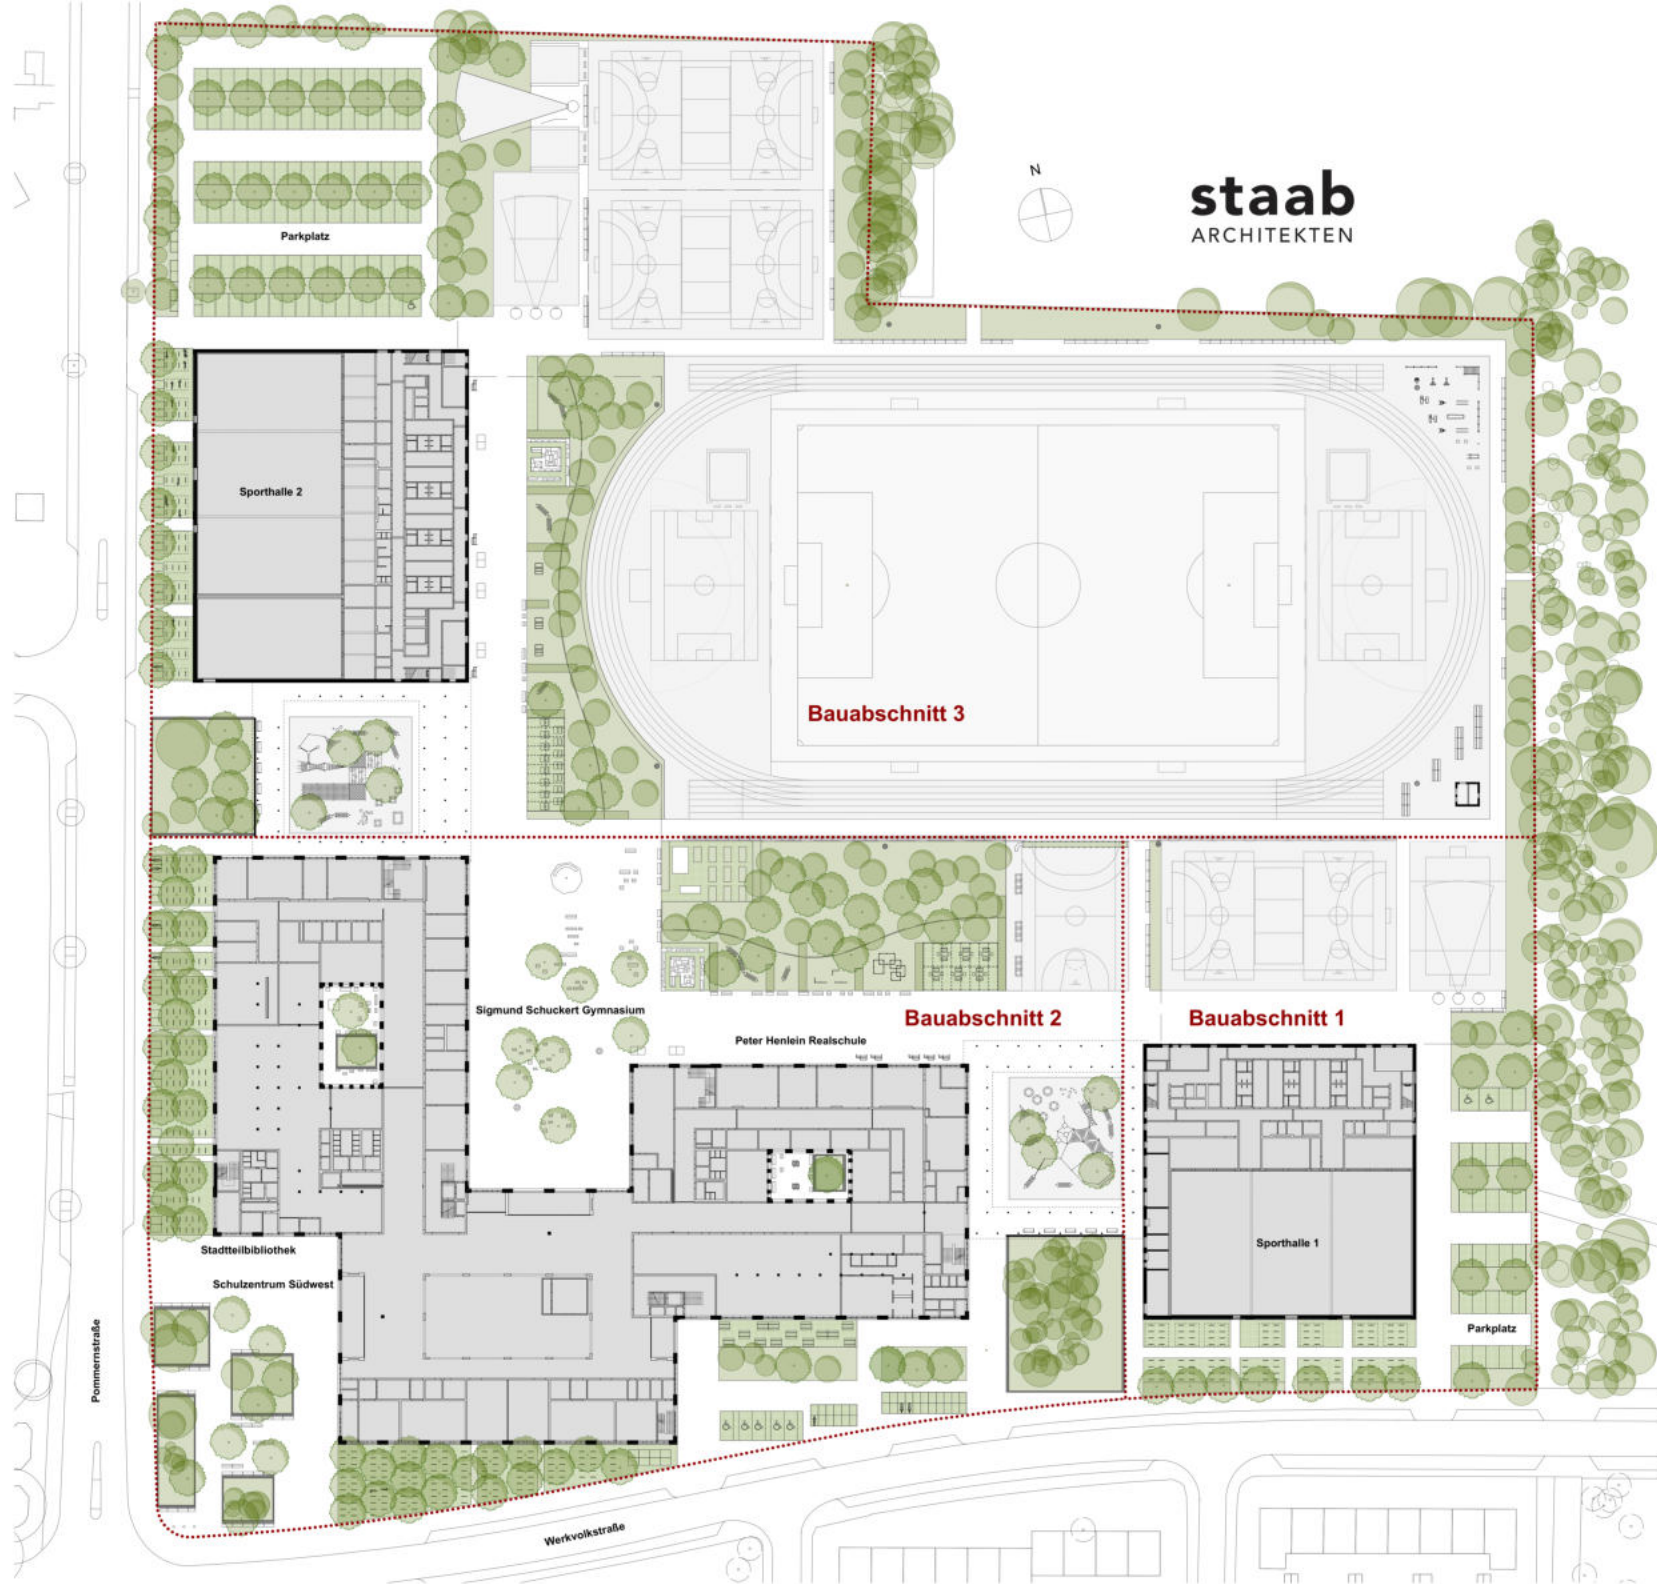 N
staab
ARCHITEKTEN
Parkplatz
Sporthalle 2
Bauabschnitt 3
Sigmund Schuckert Gymnasium
Bauabschnitt 2
Bauabschnitt 1
Peter Henlein Realschule
Stadtteilbibliothek
Sporthalle 1
Schulzentrum Südwest
Parkplatz
Pommernstraße
Werkvolkstraße